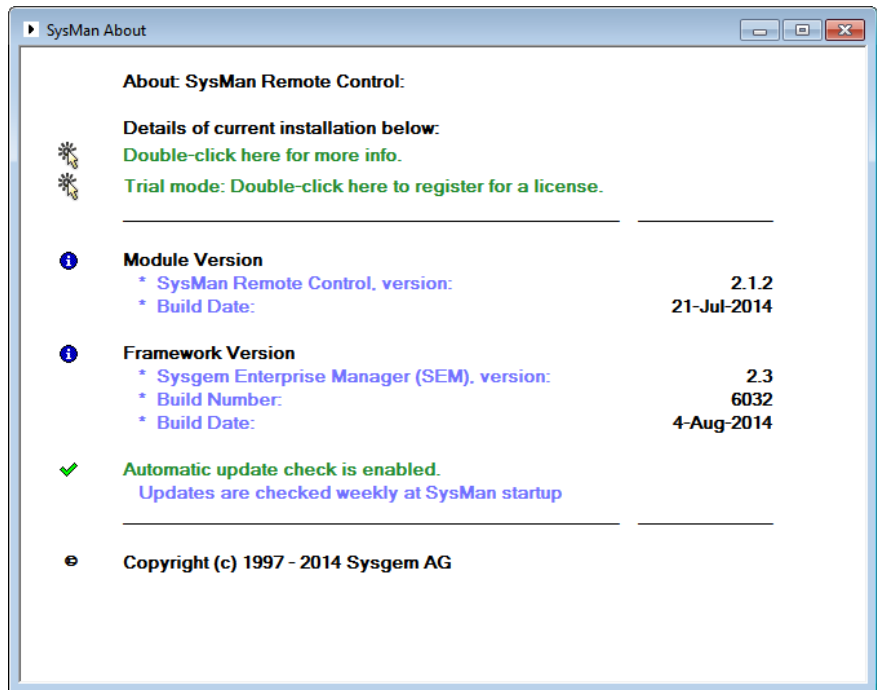 SysMan About
About: SysMan Remote Control:
Details of current installation below:
Double-click here for more info.
Trial mode: Double-click here to register for a license.
Module Version
* SysMan Remote Control, version: 2.1.2
* Build Date: 21-Jul-2014
Framework Version
* Sysgem Enterprise Manager (SEM), version: 2.3
* Build Number: 6032
* Build Date: 4-Aug-2014
Automatic update check is enabled.
Updates are checked weekly at SysMan startup
© Copyright (c) 1997 - 2014 Sysgem AG